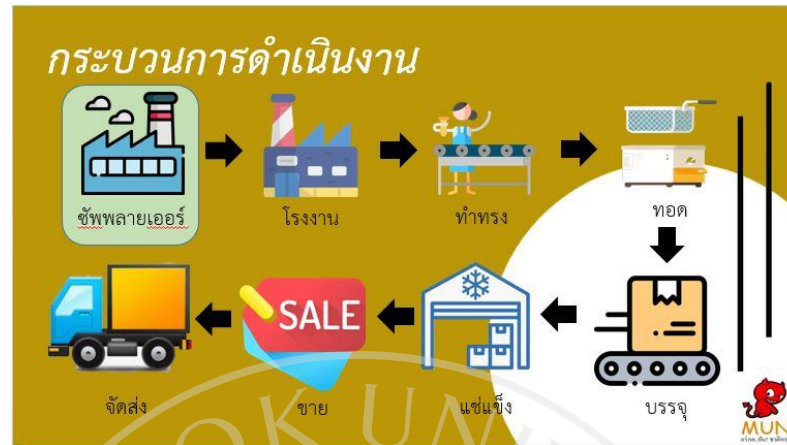 กระบวนการดำเนินงาน
ซัพพลายเออร์
โรงงาน
ทำทรง
ทอด
SALE
จัดส่ง
ขาย
แช่แข็ง
บรรจุ
OK UN
MUN